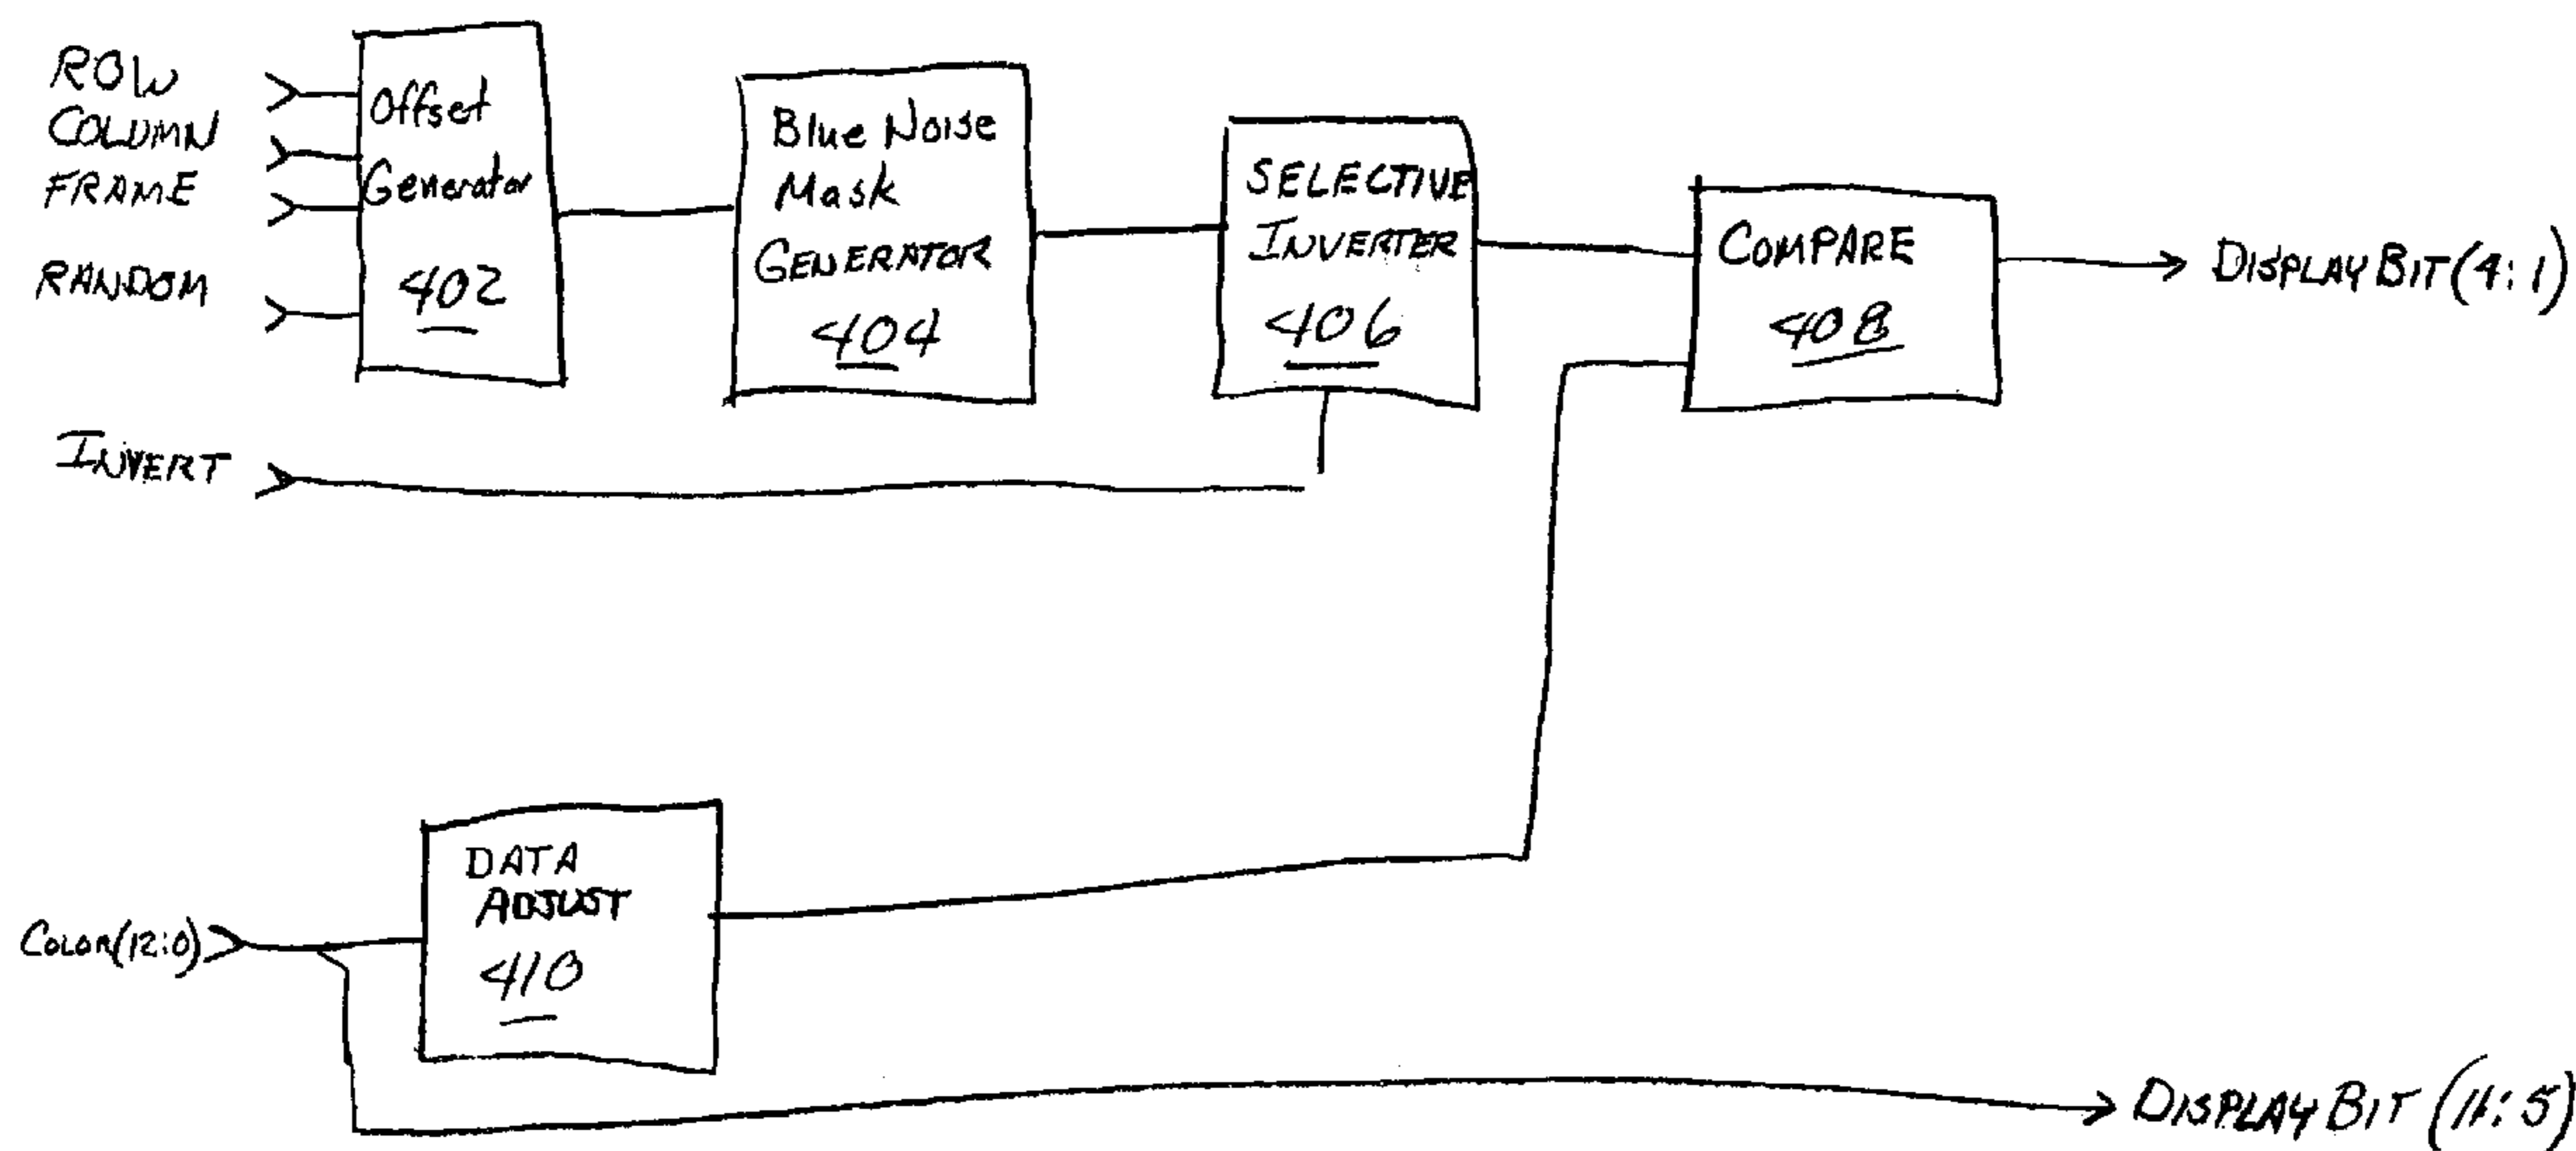 ROW
COLUMN
FRAME
RANDOM
INVERT
Offset
Generator
402
Blue Noise
Mask
GENERATOR
404
SELECTIVE
INVERTER
406
COMPARE
408
DISPLAY BIT (4:1)
COLOR(12:0)
DATA
ADJUST
410
DISPLAY BIT (11:5)